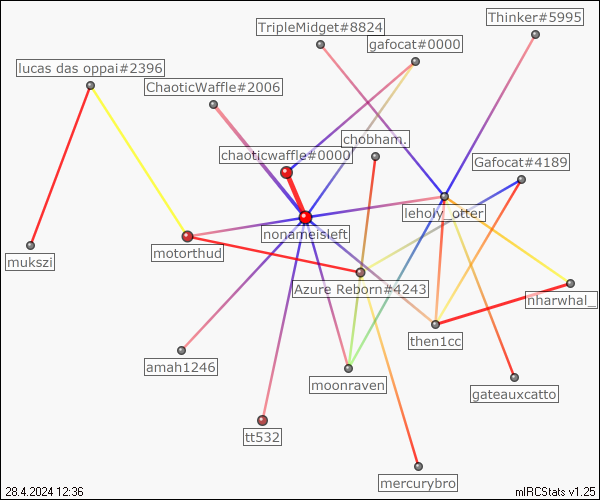 Thinker#5995
TripleMidget#8824
gafocat#0000
lucas das oppai#2396
ChaoticWaffle#2006
chobham.
chaoticwaffle#0000
Gafocat#4189
leholy_otter
nonameisleft
motorthud
mukszi
Azure Reborn#4243
nharwhal_
then1cc
amah1246
moonraven
gateauxcatto
tt532
mercurybro
28.4.2024 12:36
mIRCStats v1.25